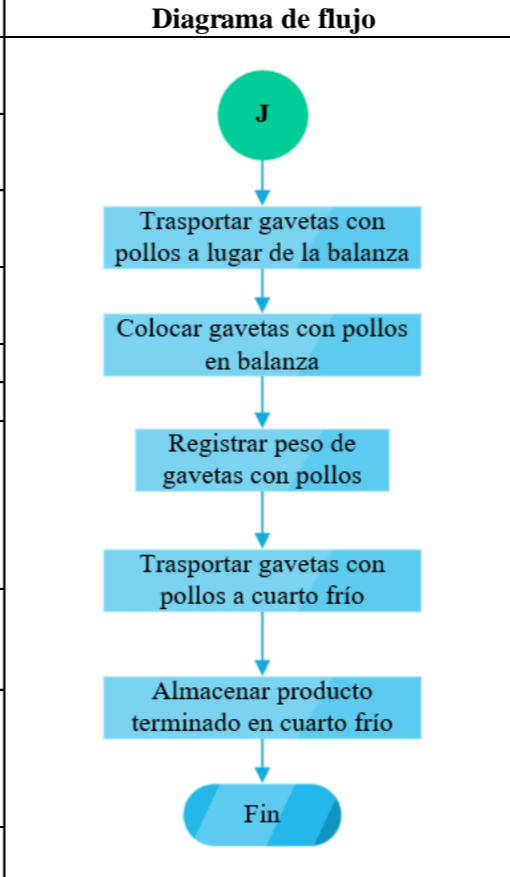 Diagrama de flujo
J
Trasportar gavetas con
pollos a lugar de la balanza
Colocar gavetas con pollos
en balanza
Registrar peso de
gavetas con pollos
Trasportar gavetas con
pollos a cuarto frío
Almacenar producto
terminado en cuarto frío
Fin